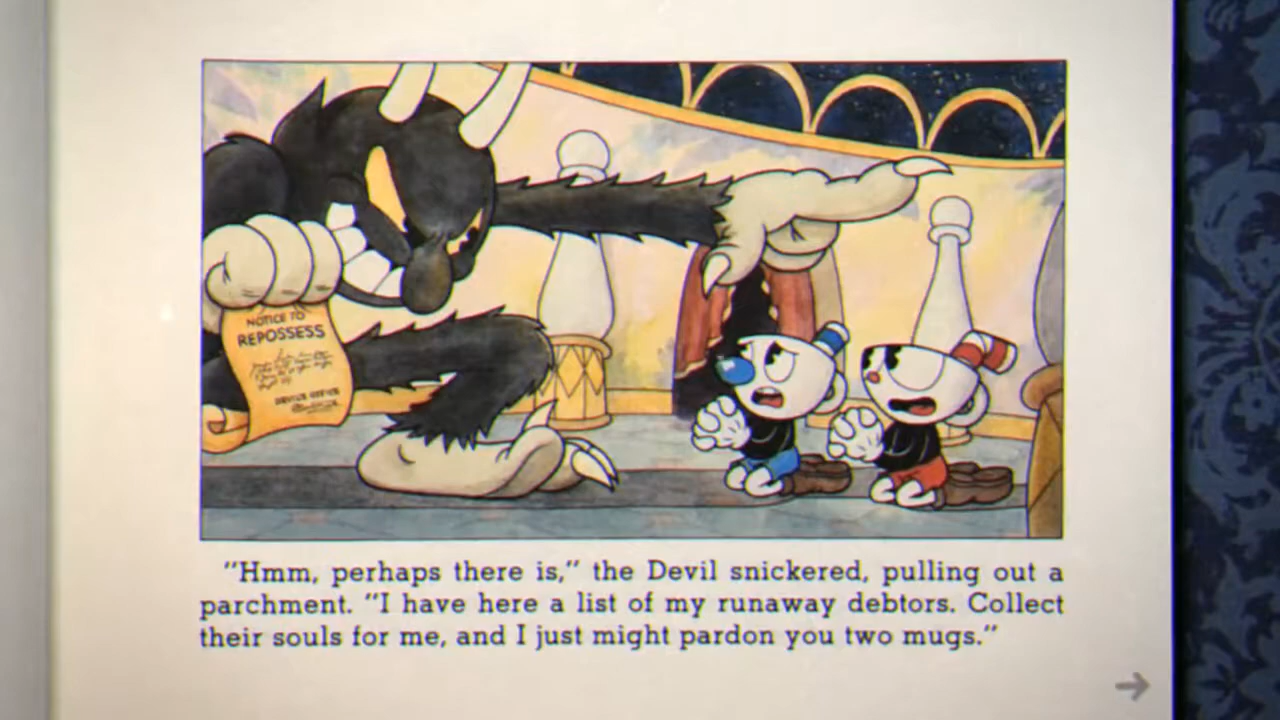 NOTICE TO
REPOSSESS
"Hmm, perhaps there is," the Devil snickered, pulling out a
parchment. "I have here a list of my runaway debtors. Collect
their souls for me, and I just might pardon you two mugs."